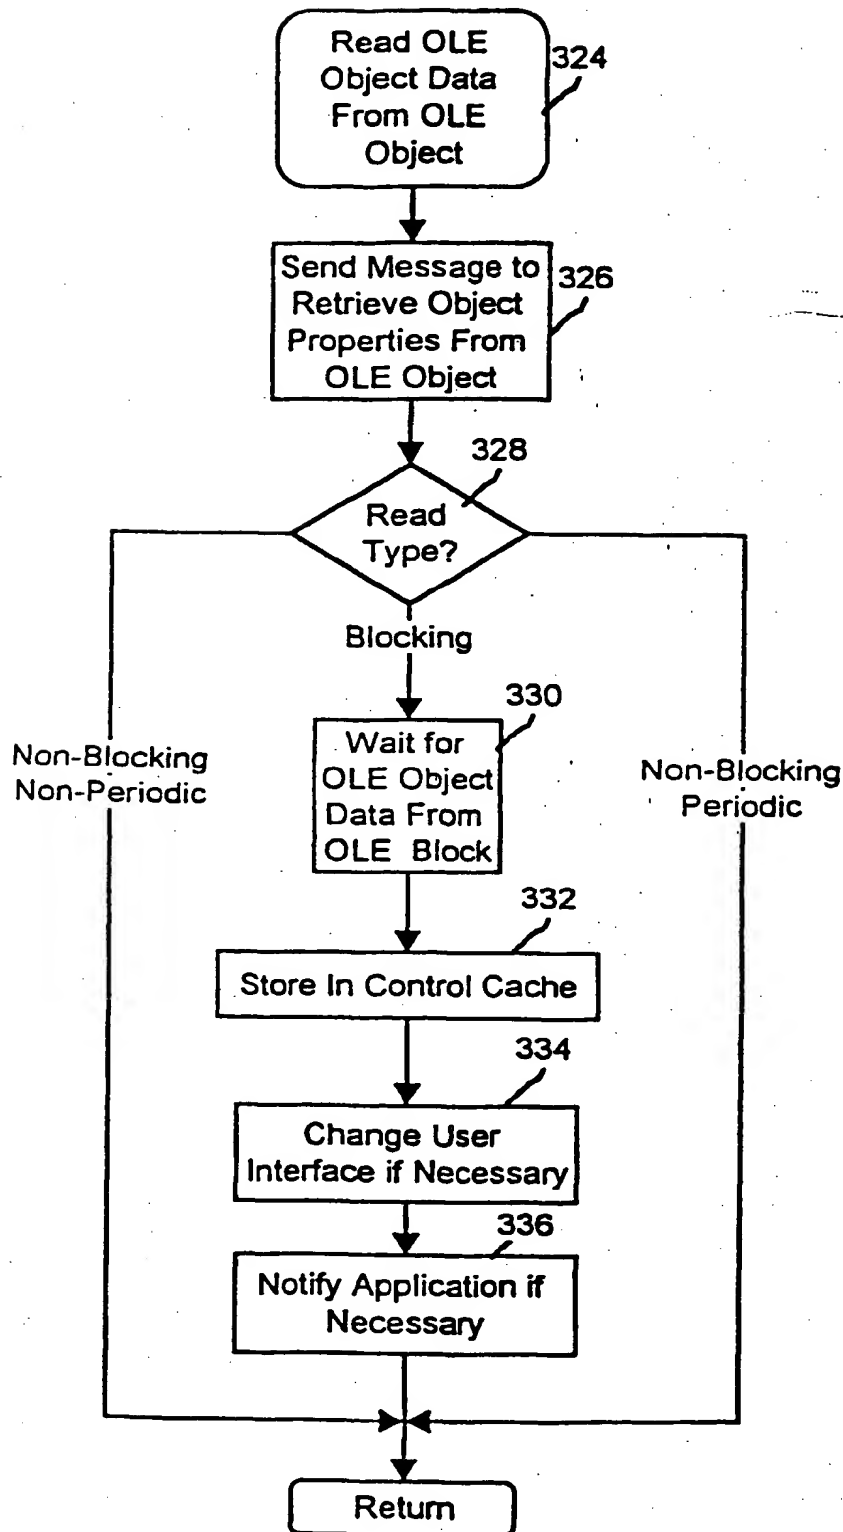 Read OLE
Object Data
From OLE
Object
324
Send Message to
Retrieve Object
Properties From
OLE Object
326
328
Read
Type?
Blocking
330
Wait for
OLE Object
Data From
OLE Block
Non-Blocking
Non-Periodic
Non-Blocking
Periodic
332
Store In Control Cache
334
Change User
Interface if Necessary
336
Notify Application if
Necessary
Return